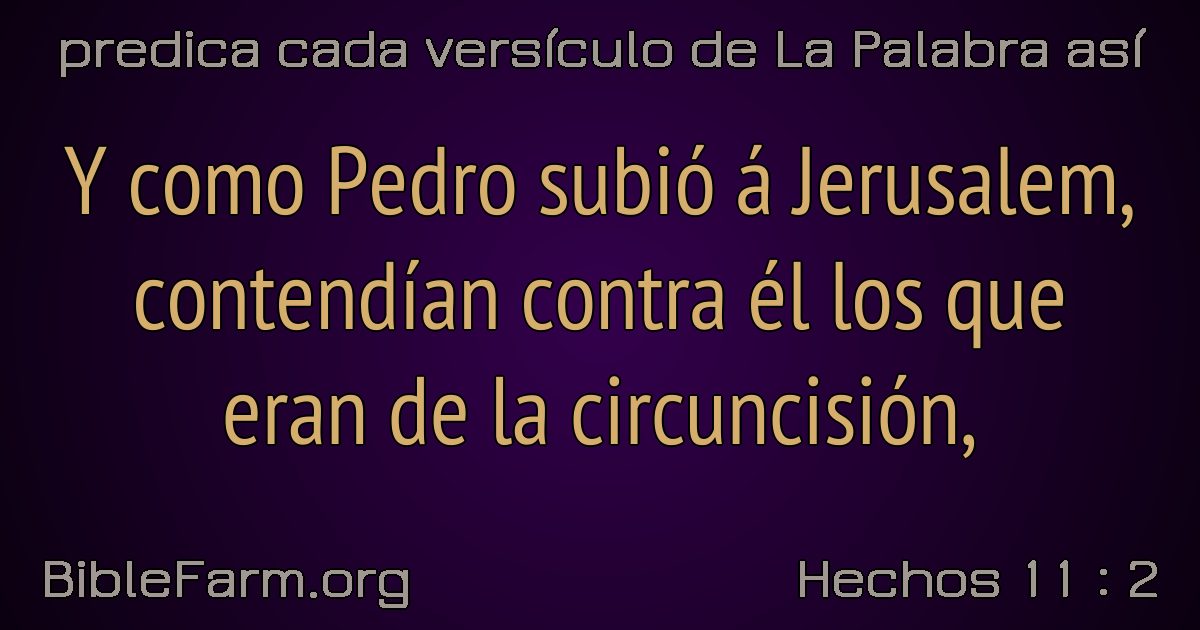 predica cada versículo de La Palabra así
Y como Pedro subió á Jerusalem,
contendían contra él los que
eran de la circuncisión,
BibleFarm.org
Hechos 11 : 2